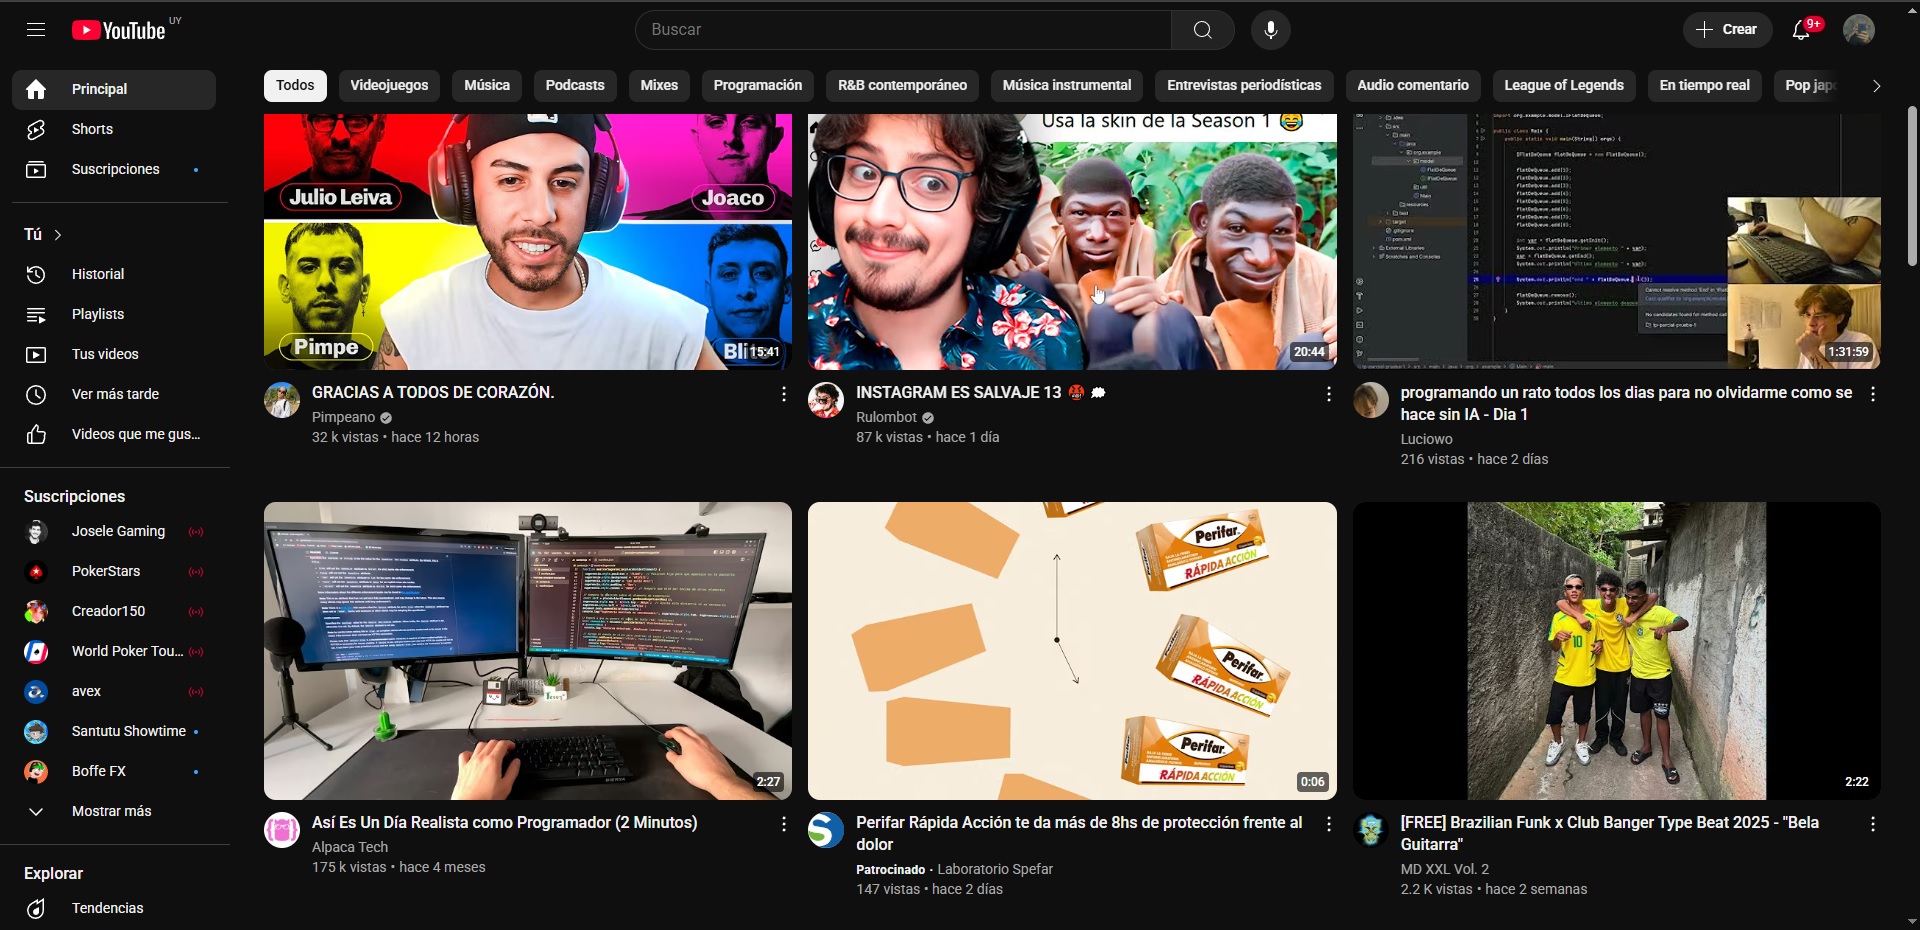 YouTube UY
Buscar
Crear
9+
Principal
Shorts
Suscripciones
Tú
Historial
Playlists
Tus videos
Ver más tarde
Videos que me gus...
Suscripciones
Josele Gaming
PokerStars
Creador150
World Poker Tou...
avex
Santutu Showtime
Boffe FX
Mostrar más
Explorar
Tendencias
Todos
Videojuegos
Música
Podcasts
Mixes
Programación
R&B contemporáneo
Música instrumental
Entrevistas periodísticas
Audio comentario
League of Legends
En tiempo real
Pop
Julio Leiva
Joaco
Pimpe
15:41
GRACIAS A TODOS DE CORAZÓN.
Pimpeano
32 k vistas • hace 12 horas
Usa la skin de la Season 1 😂
20:44
INSTAGRAM ES SALVAJE 13
Rulombot
87 k vistas • hace 1 día
1:31:59
programando un rato todos los dias para no olvidarme como se
hace sin IA - Dia 1
Luciowo
216 vistas • hace 2 días
2:27
Así Es Un Día Realista como Programador (2 Minutos)
Alpaca Tech
175 k vistas • hace 4 meses
Perifar
RÁPIDA ACCIÓN
Perifar
RÁPIDA ACCIÓN
Perifar
RÁPIDA ACCIÓN
0:06
Perifar Rápida Acción te da más de 8hs de protección frente al
dolor
Patrocinado · Laboratorio Spefar
147 vistas • hace 2 días
10
2:22
[FREE] Brazilian Funk x Club Banger Type Beat 2025 - "Bela
Guitarra"
MD XXL Vol. 2
2.2 K vistas • hace 2 semanas